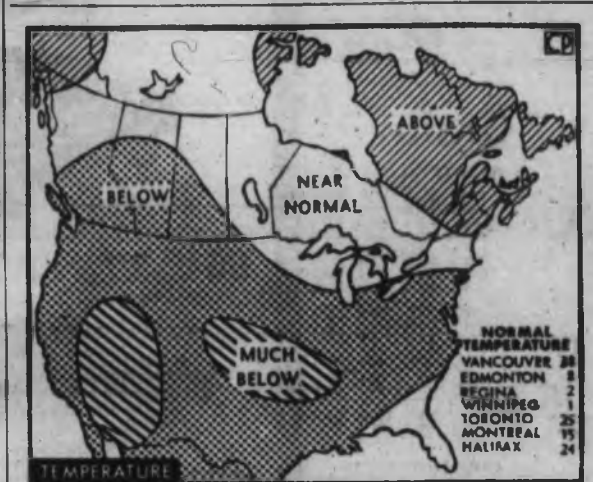 CP
ABOVE
BELOW
NEAR
NORMAL
MUCH
BELOW
NORMAL
TEMPERATURE
VANCOUVER 38
EDMONTON 8
REGINA 2
WINNIPEG 1
TORONTO 25
MONTREAL 15
HALIFAX 24
TEMPERATURE